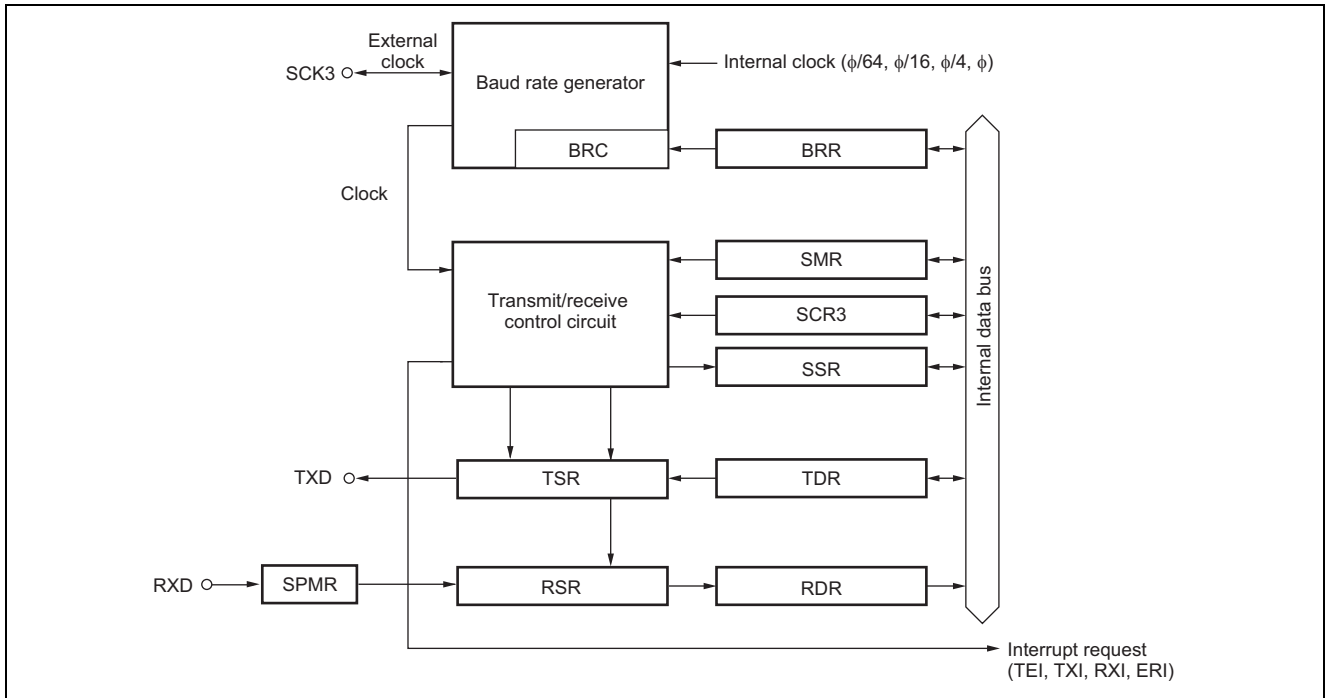 External
clock
SCK3
Baud rate generator
Internal clock (ϕ/64, ϕ/16, ϕ/4, ϕ)
BRC
BRR
Clock
Transmit/receive
control circuit
SMR
SCR3
SSR
Internal data bus
TXD
TSR
TDR
RXD
SPMR
RSR
RDR
Interrupt request
(TEI, TXI, RXI, ERI)